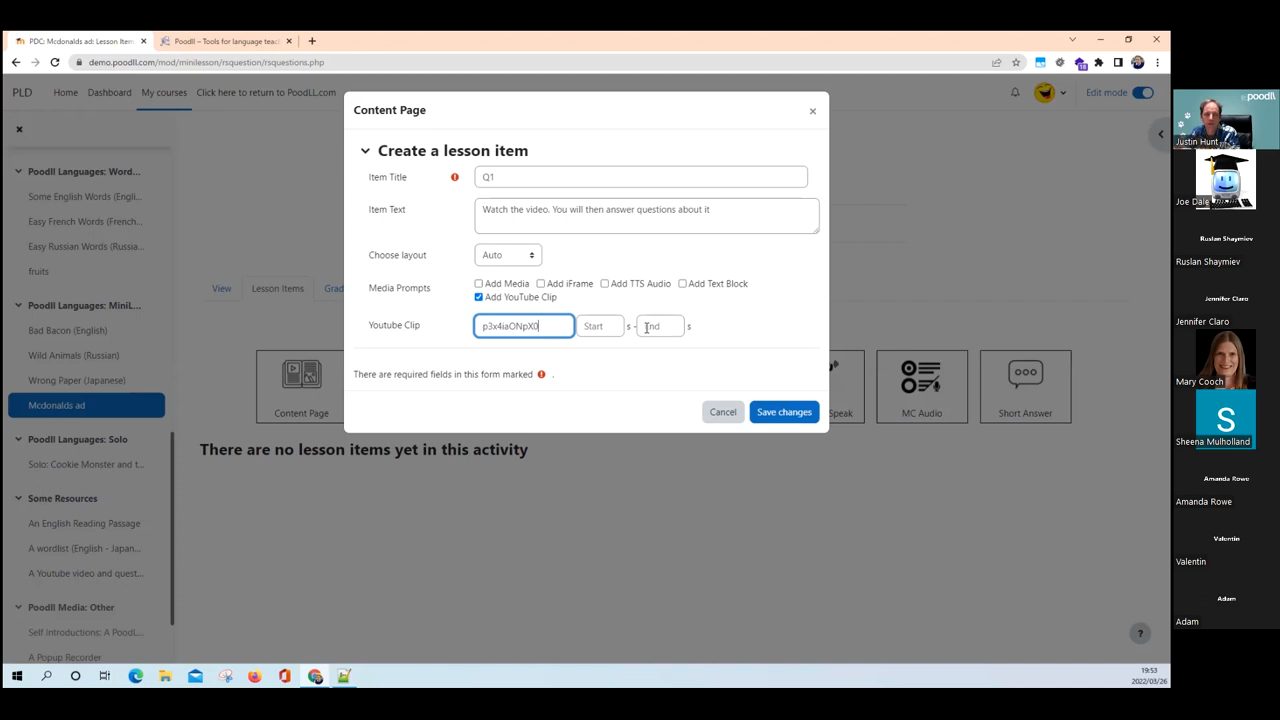 PDC: Mcdonalds ad: Lesson Item
Poodll – Tools for language teac
demo.poodll.com/mod/minilesson/rsquestion/rsquestions.php
18
PLD
Home
Dashboard
My courses
Click here to return to PoodLL.com
Edit mode
Poodll Languages: Word...
Some English Words (Engli...
Easy French Words (French...
Easy Russian Words (Russia...
fruits
Poodll Languages: MiniL...
Bad Bacon (English)
Wild Animals (Russian)
Wrong Paper (Japanese)
Mcdonalds ad
Poodll Languages: Solo
Solo: Cookie Monster and t...
Some Resources
An English Reading Passage
A wordlist (English - Japan...
A Youtube video and quest...
Poodll Media: Other
Self Introductions: A PoodL...
A Popup Recorder
View
Lesson Items
Grad
Content Page
Speak
MC Audio
Short Answer
There are no lesson items yet in this activity
Content Page
×
Create a lesson item
Item Title
Q1
Item Text
Watch the video. You will then answer questions about it
Choose layout
Auto
Media Prompts
Add Media
Add iFrame
Add TTS Audio
Add Text Block
Add YouTube Clip
Youtube Clip
p3x4iaONpX0
Start
s -
End
s
There are required fields in this form marked .
Cancel
Save changes
?
19:53
2022/03/26
poodll
Justin Hunt
Joe Dale
Ruslan Shaymiev
Ruslan Shaymiev
Jennifer Claro
Jennifer Claro
Mary Cooch
S
Sheena Mulholland
Amanda Rowe
Amanda Rowe
Valentin
Valentin
Adam
Adam